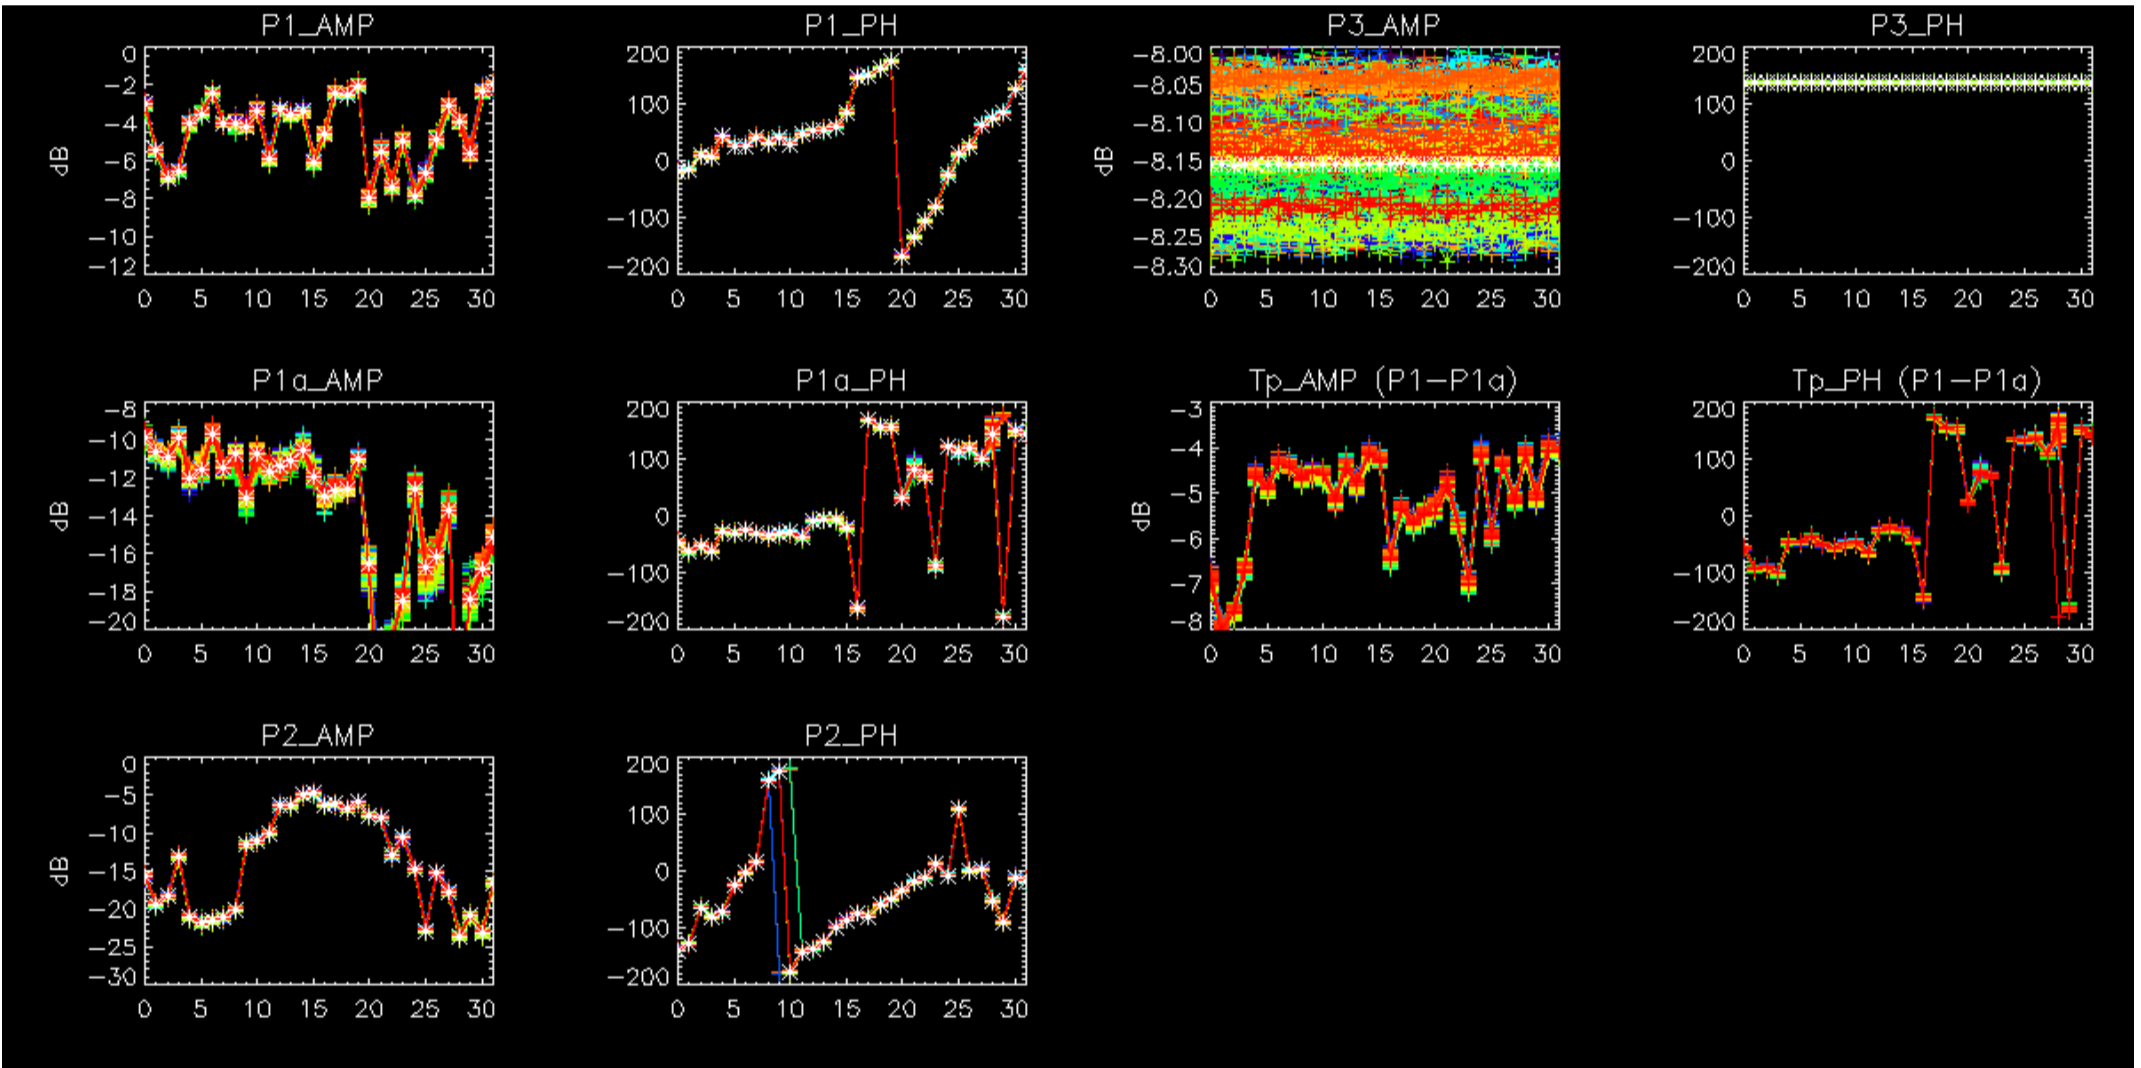 P1_AMP
0
−2
−4
−6
−8
−10
−12
dB
0 5 10 15 20 25 30
P1_PH
200
100
0
−100
−200
0 5 10 15 20 25 30
P3_AMP
−8.00
−8.05
−8.10
−8.15
−8.20
−8.25
−8.30
dB
0 5 10 15 20 25 30
P3_PH
200
100
0
−100
−200
0 5 10 15 20 25 30
P1a_AMP
−8
−10
−12
−14
−16
−18
−20
dB
0 5 10 15 20 25 30
P1a_PH
200
100
0
−100
−200
0 5 10 15 20 25 30
Tp_AMP (P1−P1a)
−3
−4
−5
−6
−7
−8
dB
0 5 10 15 20 25 30
Tp_PH (P1−P1a)
200
100
0
−100
−200
0 5 10 15 20 25 30
P2_AMP
0
−5
−10
−15
−20
−25
−30
dB
0 5 10 15 20 25 30
P2_PH
200
100
0
−100
−200
0 5 10 15 20 25 30